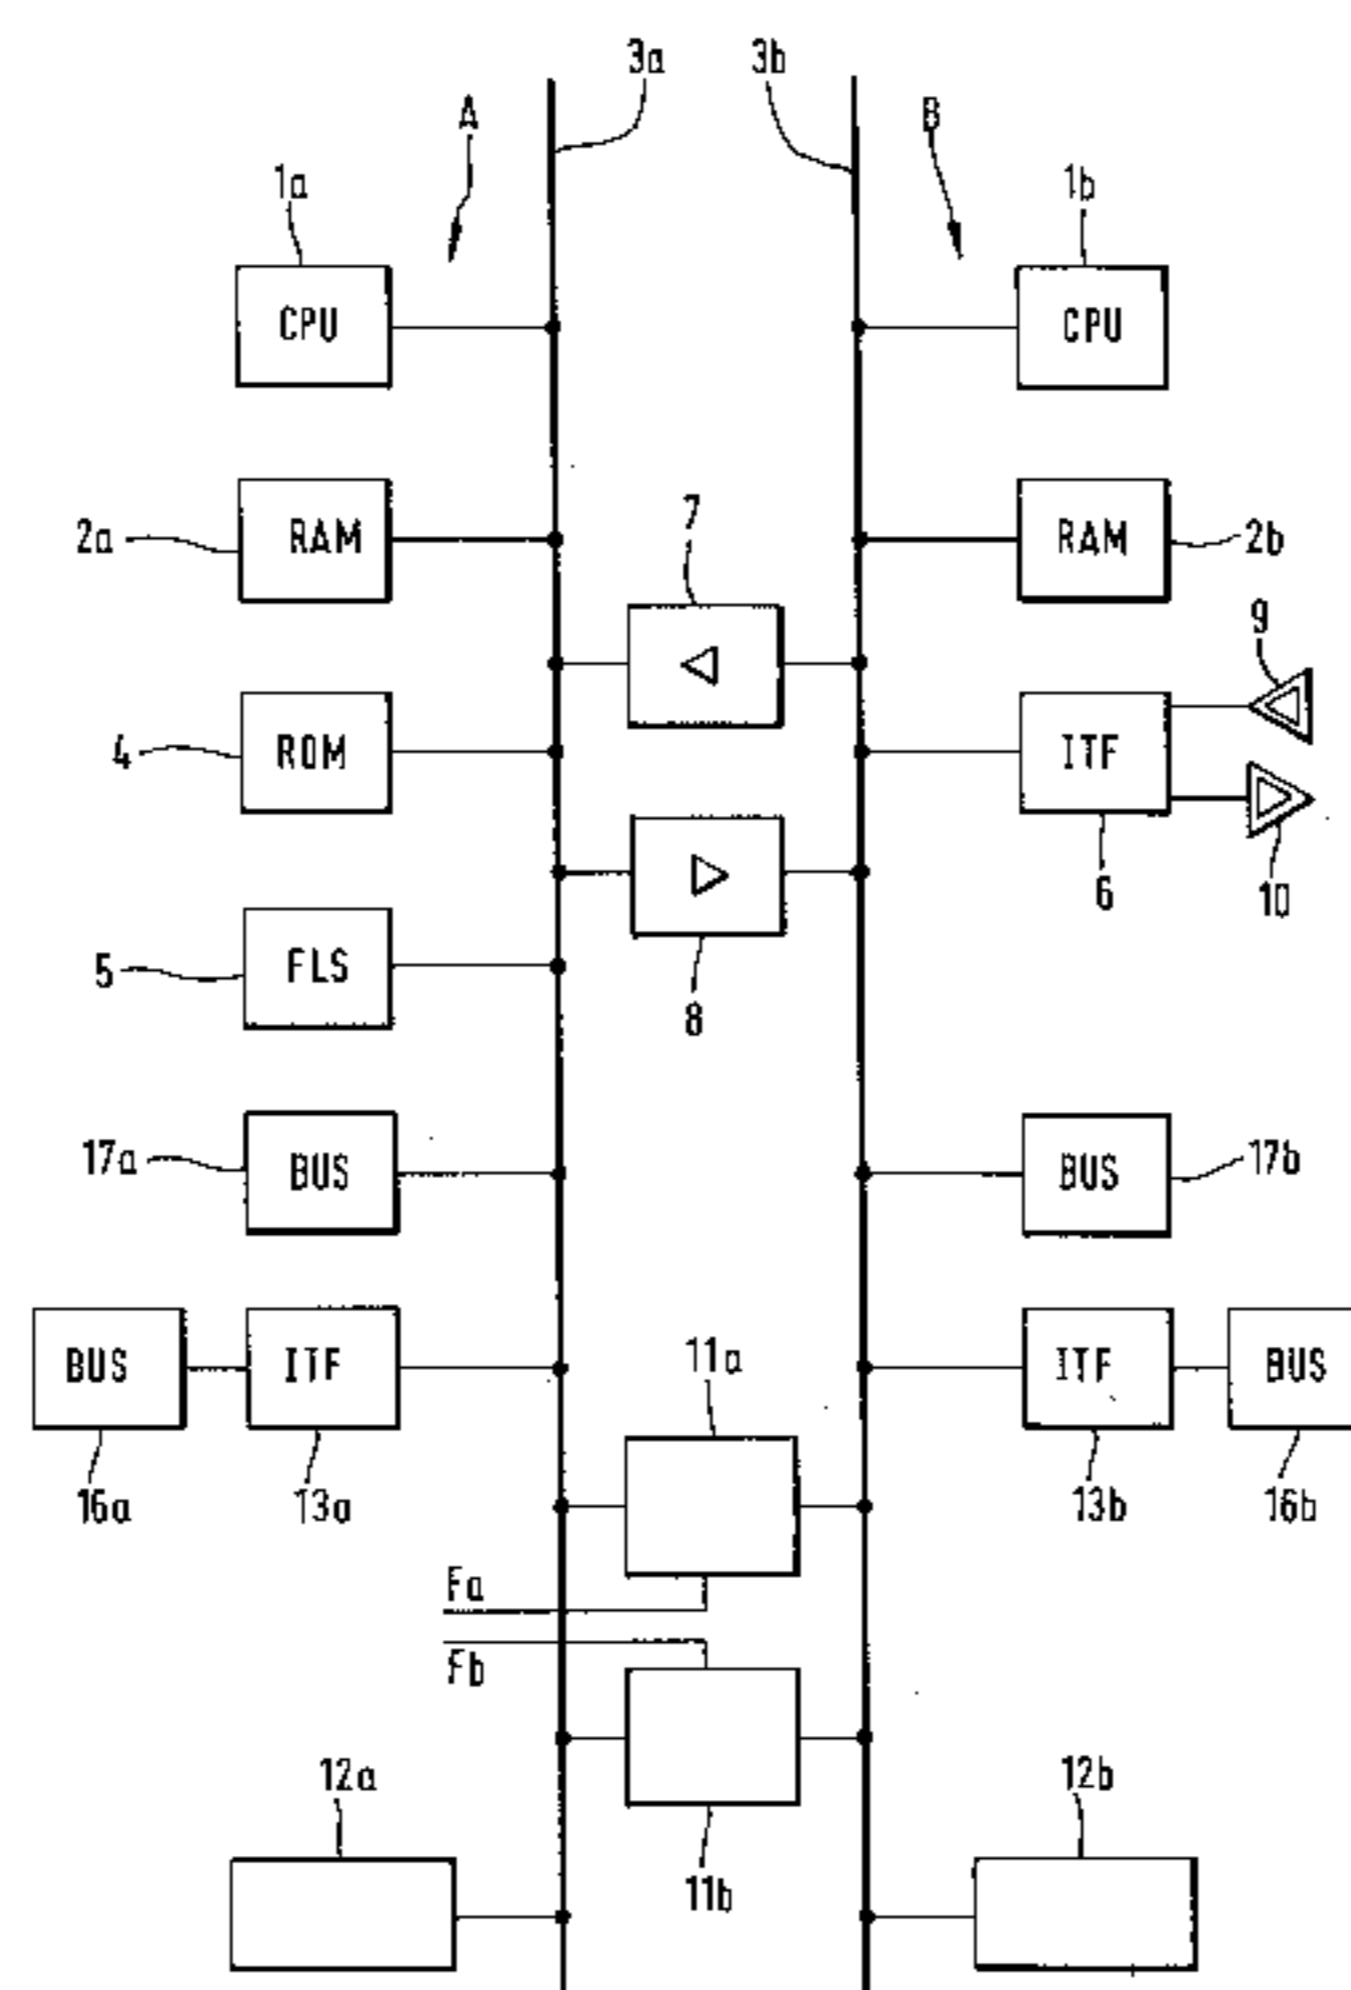 3a 3b
A B
1a 1b
CPU CPU
7
2a RAM RAM 2b
9
4 ROM ITF
6 10
5 FLS
8
17a BUS BUS 17b
11a
BUS ITF ITF BUS
16a 13a 13b 16b
Fa
Fb
12a 12b
11b